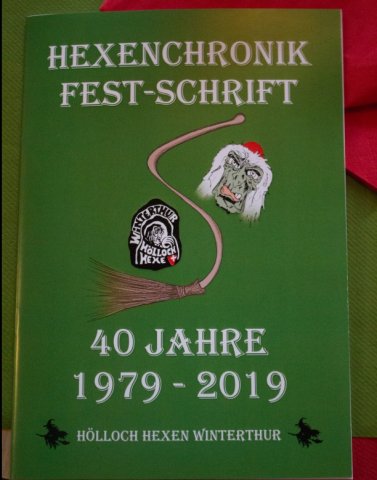 HEXENCHRONIK
FEST-SCHRIFT
WINTERTHUR
HÖLLOCH
HEXE
40 JAHRE
1979 - 2019
HÖLLOCH HEXEN WINTERTHUR